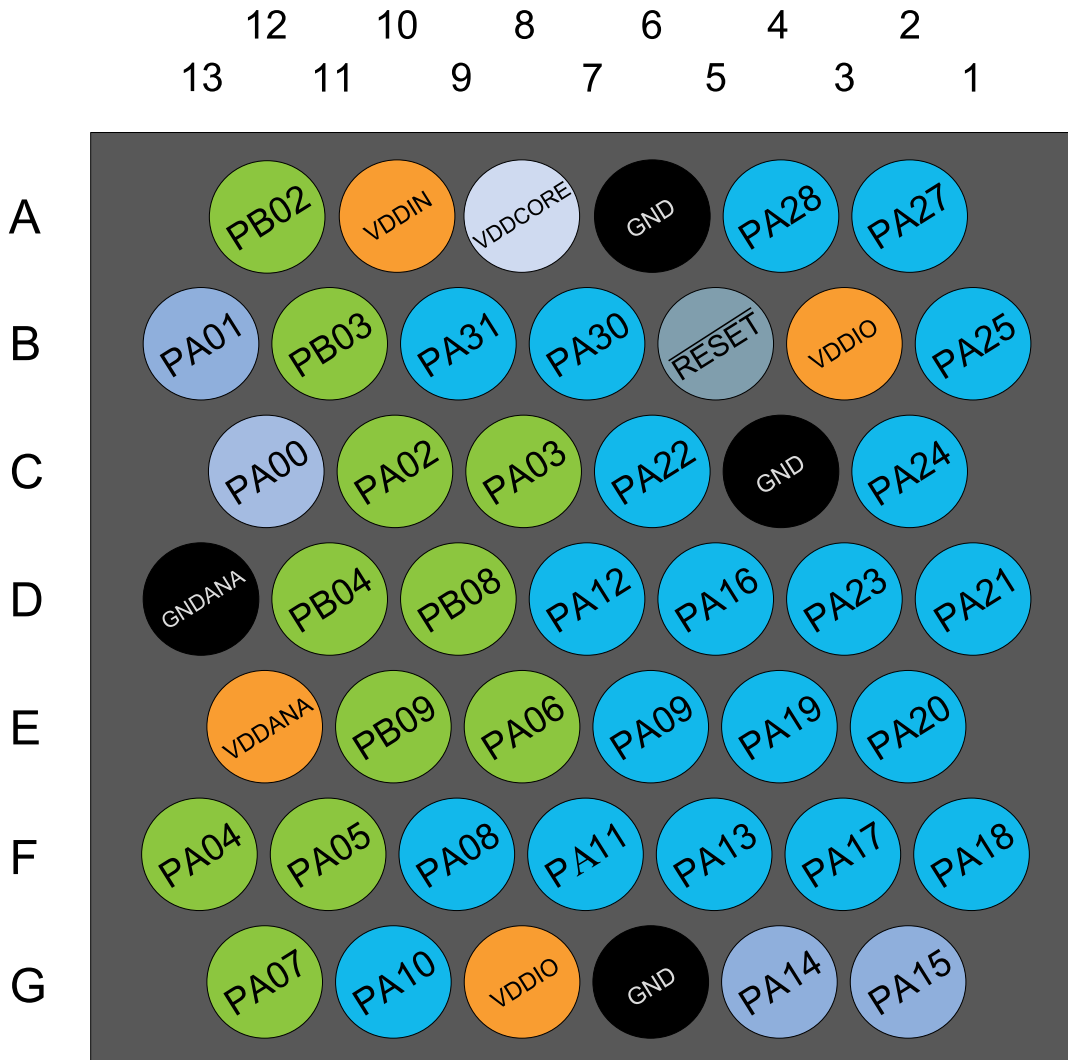 12 10 8 6 4 2
13 11 9 7 5 3 1
A PB02 VDDIN VDDCORE GND PA28 PA27
B PA01 PB03 PA31 PA30 RESET VDDIO PA25
C PA00 PA02 PA03 PA22 GND PA24
D GNDANA PB04 PB08 PA12 PA16 PA23 PA21
E VDDANA PB09 PA06 PA09 PA19 PA20
F PA04 PA05 PA08 PA11 PA13 PA17 PA18
G PA07 PA10 VDDIO GND PA14 PA15